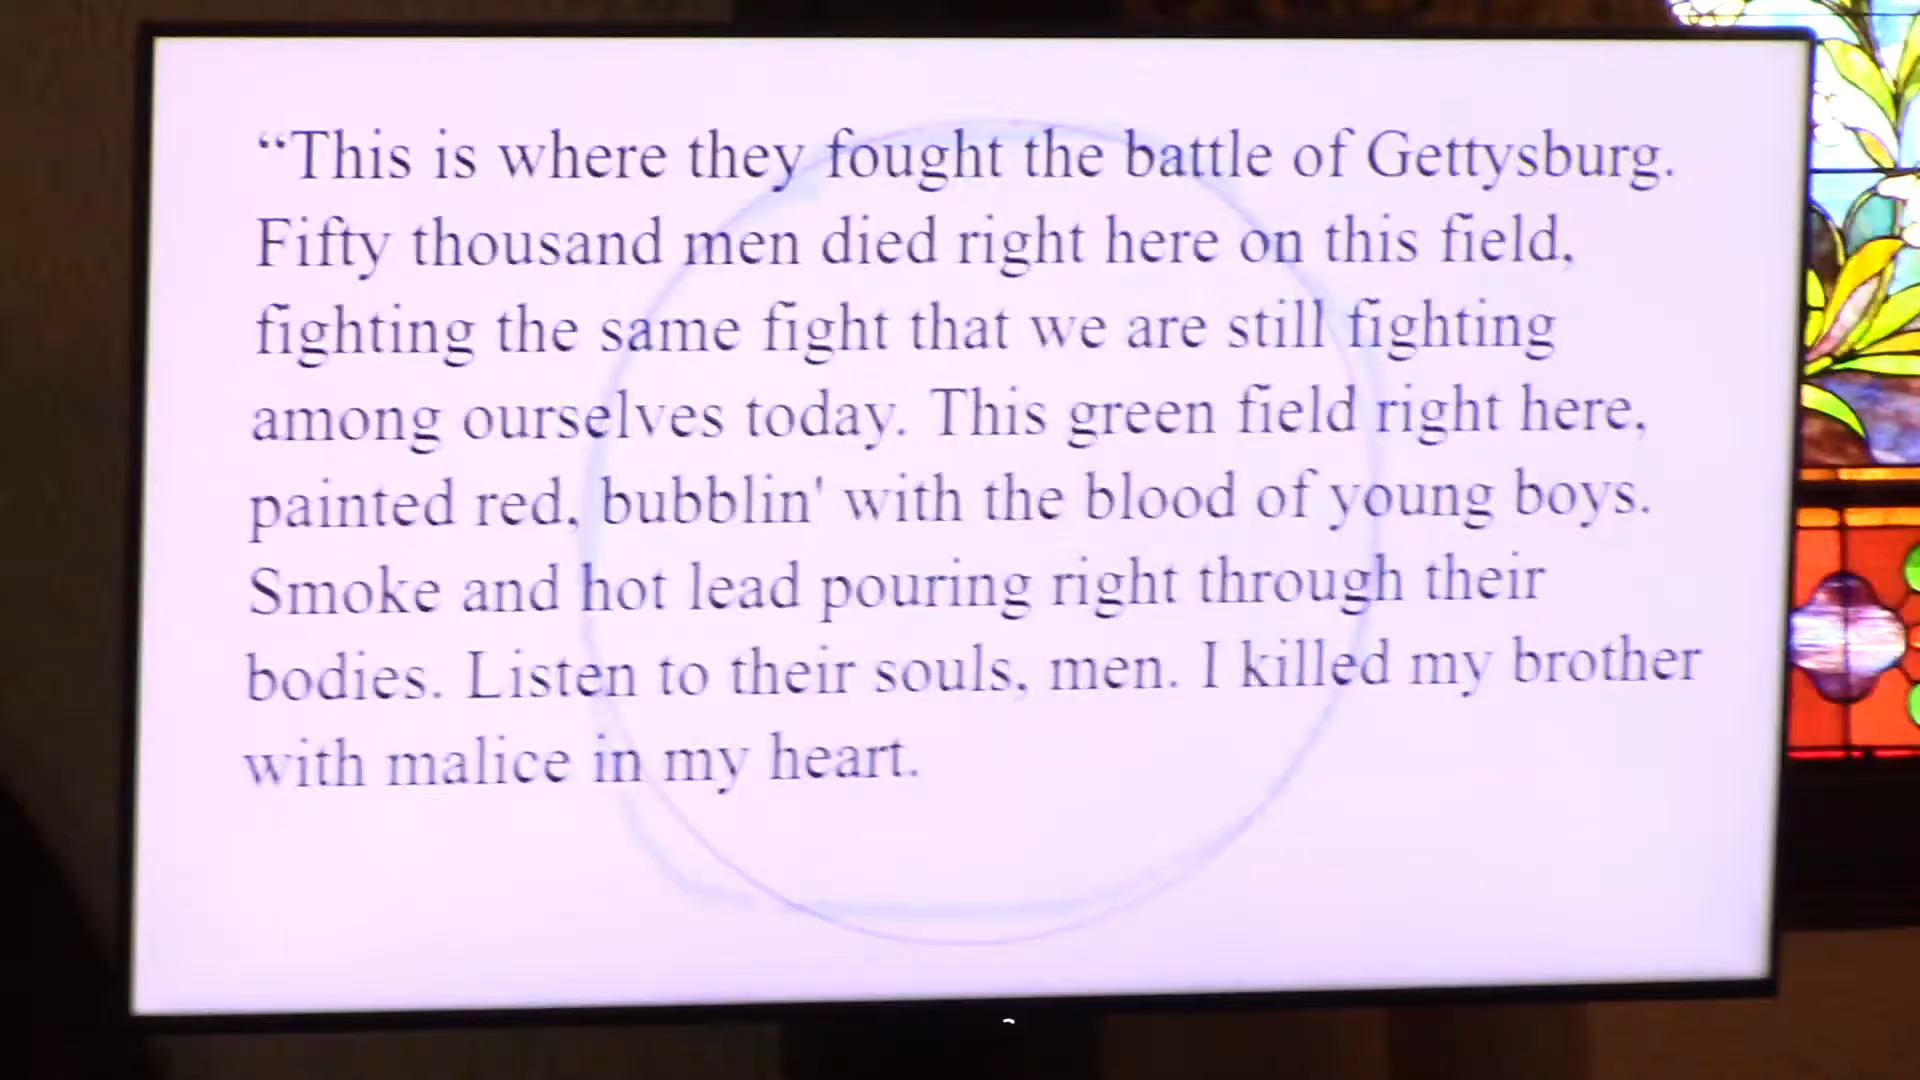 “This is where they fought the battle of Gettysburg.
Fifty thousand men died right here on this field,
fighting the same fight that we are still fighting
among ourselves today. This green field right here,
painted red, bubblin' with the blood of young boys.
Smoke and hot lead pouring right through their
bodies. Listen to their souls, men. I killed my brother
with malice in my heart.